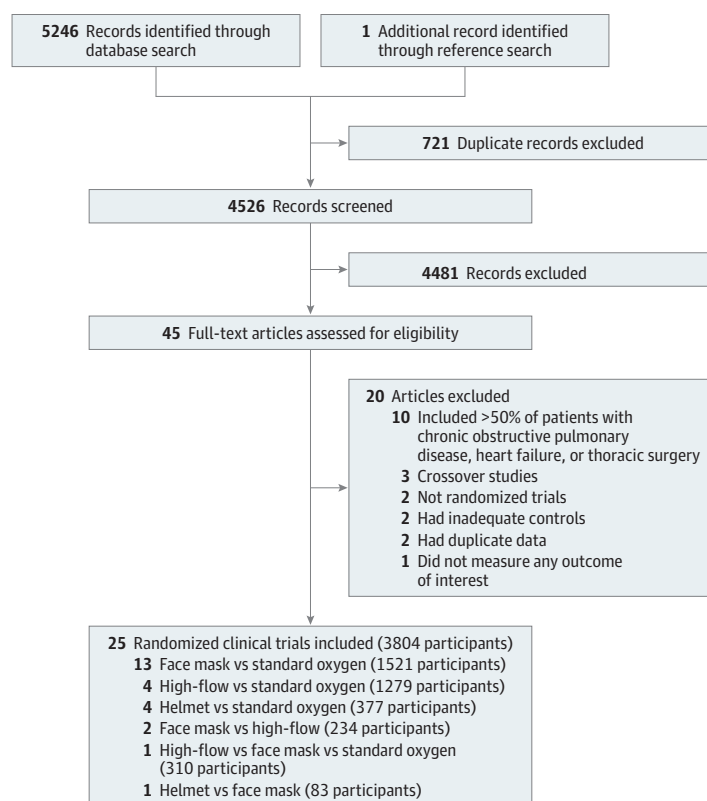 5246 Records identified through
database search
1 Additional record identified
through reference search
721 Duplicate records excluded
4526 Records screened
4481 Records excluded
45 Full-text articles assessed for eligibility
20 Articles excluded
10 Included >50% of patients with
chronic obstructive pulmonary
disease, heart failure, or thoracic surgery
3 Crossover studies
2 Not randomized trials
2 Had inadequate controls
2 Had duplicate data
1 Did not measure any outcome
of interest
25 Randomized clinical trials included (3804 participants)
13 Face mask vs standard oxygen (1521 participants)
4 High-flow vs standard oxygen (1279 participants)
4 Helmet vs standard oxygen (377 participants)
2 Face mask vs high-flow (234 participants)
1 High-flow vs face mask vs standard oxygen
(310 participants)
1 Helmet vs face mask (83 participants)